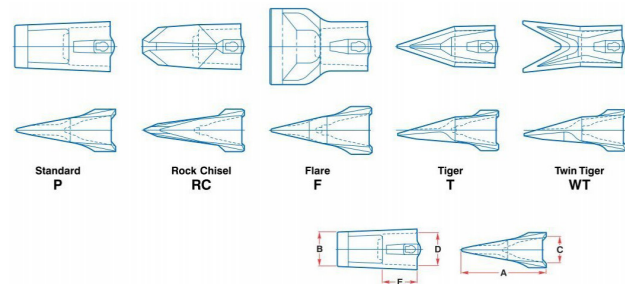 Standard Rock Chisel Flare Tiger Twin Tiger
P RC F T WT
B D C
A
E